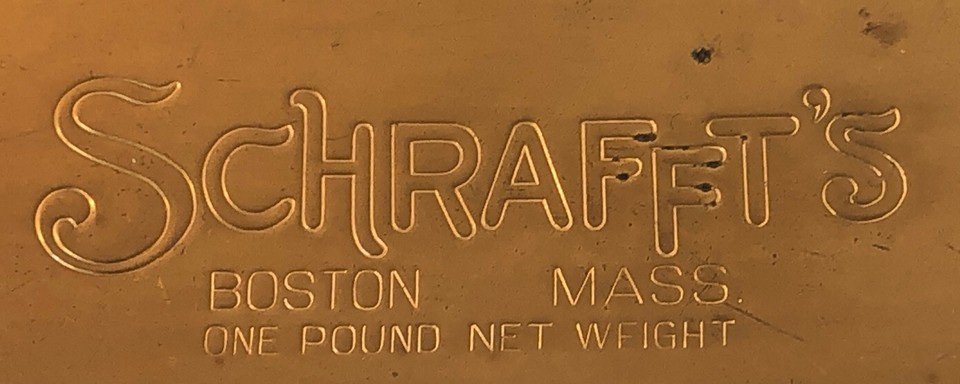 SCHRAFFT'S
BOSTON MASS.
ONE POUND NET WEIGHT